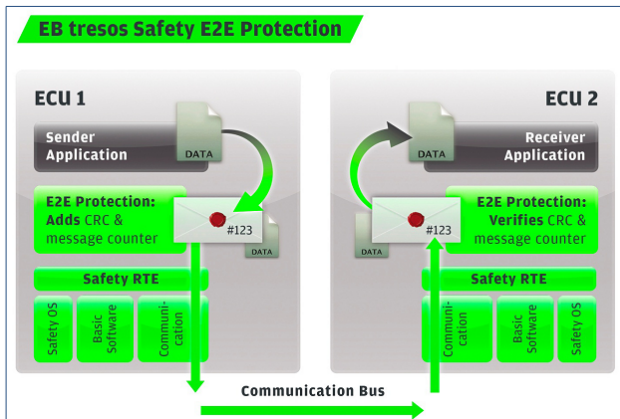 EB tresos Safety E2E Protection
ECU 1
Sender
Application
DATA
E2E Protection:
Adds CRC &
message counter
#123
DATA
Safety RTE
Safety OS
Basic
Software
Communi-
cation
ECU 2
DATA
Receiver
Application
#123
DATA
E2E Protection:
Verifies CRC &
message counter
Safety RTE
Communi-
cation
Basic
Software
Safety OS
Communication Bus